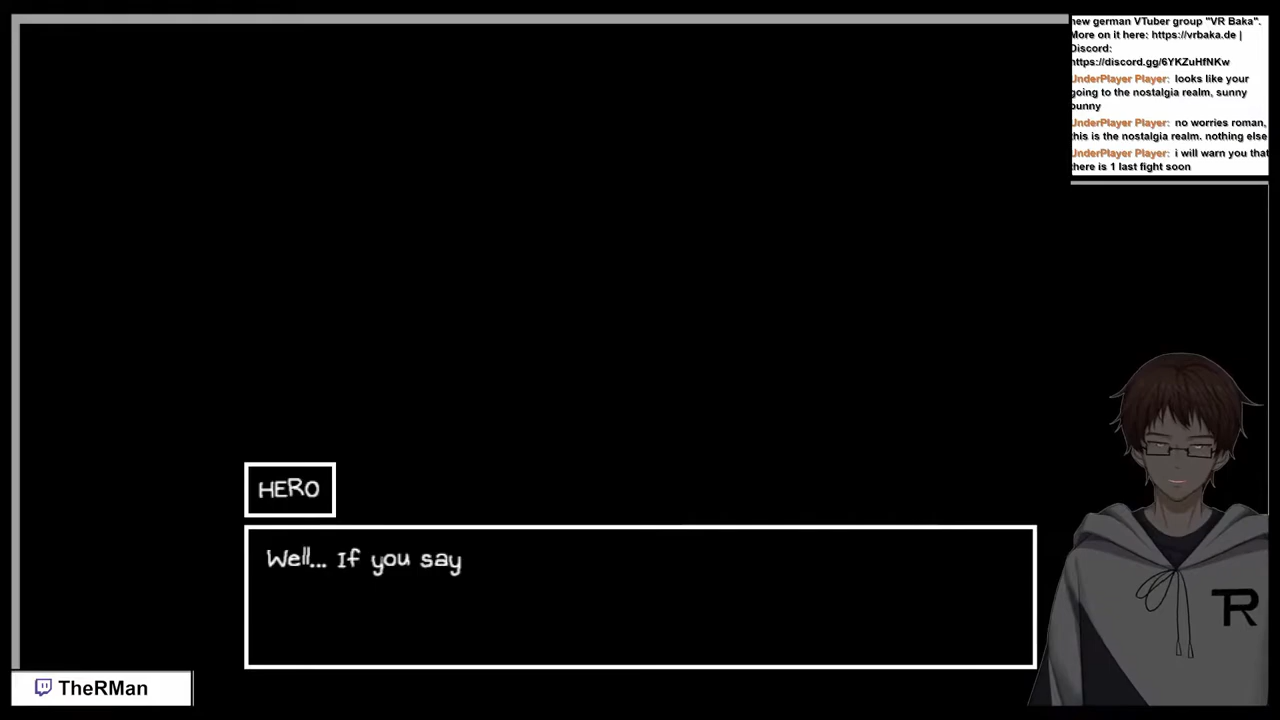 new german VTuber group "VR Baka".
More on it here: https://vrbaka.de |
Discord:
https://discord.gg/6YKZuHfNKw
UnderPlayer Player: looks like your
going to the nostalgia realm, sunny
bunny
UnderPlayer Player: no worries roman,
this is the nostalgia realm. nothing else
UnderPlayer Player: i will warn you that
there is 1 last fight soon
HERO
Well... If you say
TR
TheRMan